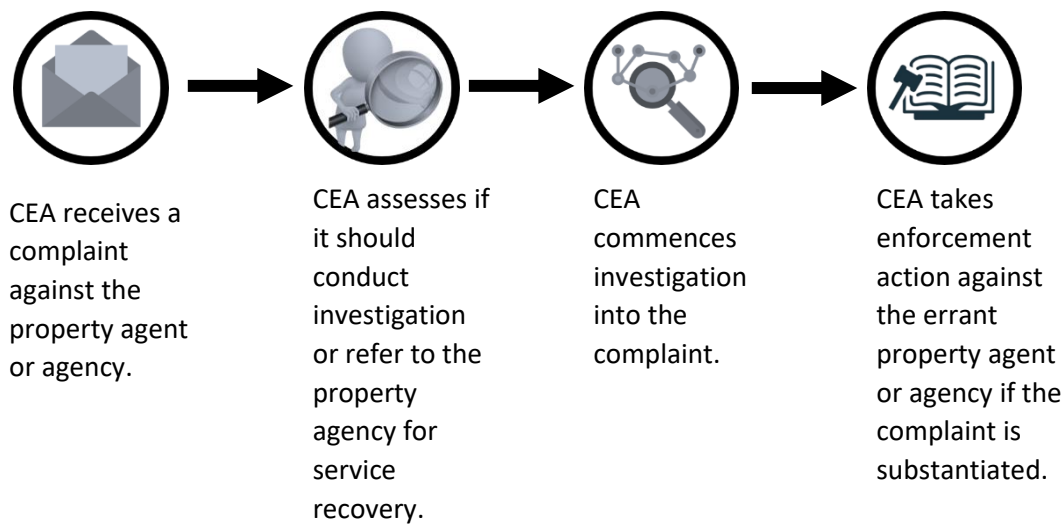 CEA receives a
complaint
against the
property agent
or agency.
CEA assesses if
it should
conduct
investigation
or refer to the
property
agency for
service
recovery.
CEA
commences
investigation
into the
complaint.
CEA takes
enforcement
action against
the errant
property agent
or agency if the
complaint is
substantiated.